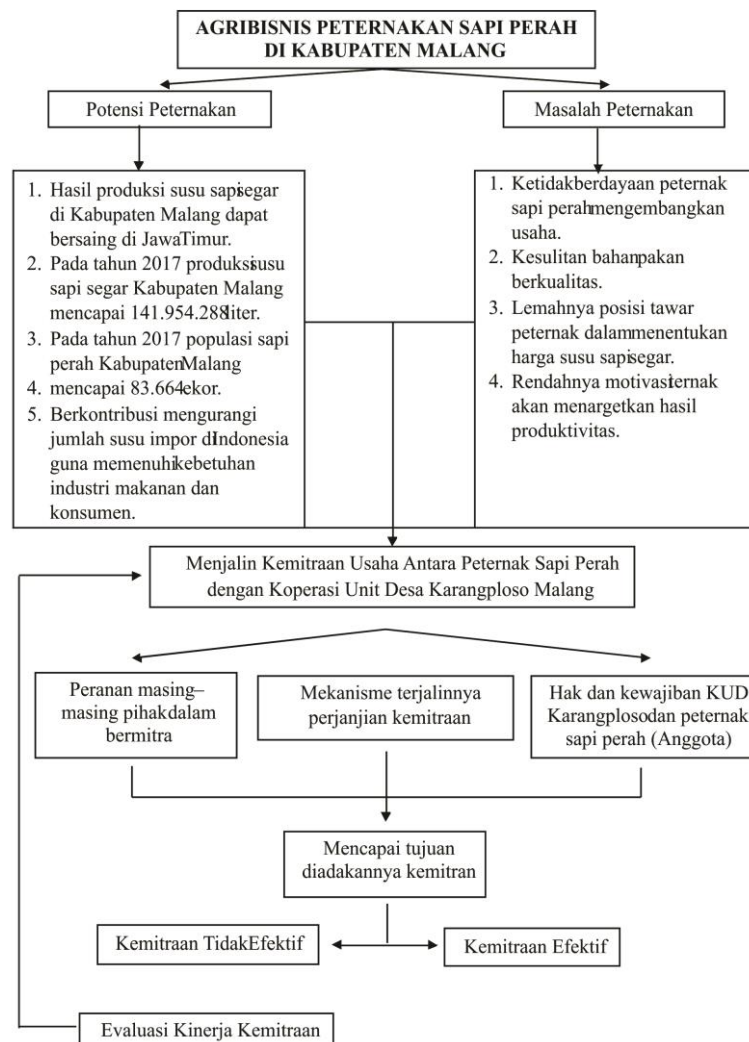 AGRIBISNIS PETERNAKAN SAPI PERAH
DI KABUPATEN MALANG
Potensi Peternakan
Masalah Peternakan
1. Hasil produksi susu sapisegar
di Kabupaten Malang dapat
bersaing di JawaTimur.
2. Pada tahun 2017 produksisusu
sapi segar Kabupaten Malang
mencapai 141.954.288liter.
3. Pada tahun 2017 populasi sapi
perah KabupatenMalang
4. mencapai 83.664ekor.
5. Berkontribusi mengurangi
jumlah susu impor diIndonesia
guna memenuhikebetuhan
industri makanan dan
konsumen.
1. Ketidakberdayaan peternak
sapi perahmengembangkan
usaha.
2. Kesulitan bahanpakan
berkualitas.
3. Lemahnya posisi tawar
peternak dalammenentukan
harga susu sapisegar.
4. Rendahnya motivasiternak
akan menargetkan hasil
produktivitas.
Menjalin Kemitraan Usaha Antara Peternak Sapi Perah
dengan Koperasi Unit Desa Karangploso Malang
Peranan masing–
masing pihakdalam
bermitra
Mekanisme terjalinnya
perjanjian kemitraan
Hak dan kewajiban KUD
Karangplosodan peternak
sapi perah (Anggota)
Mencapai tujuan
diadakannya kemitran
Kemitraan TidakEfektif
Kemitraan Efektif
Evaluasi Kinerja Kemitraan